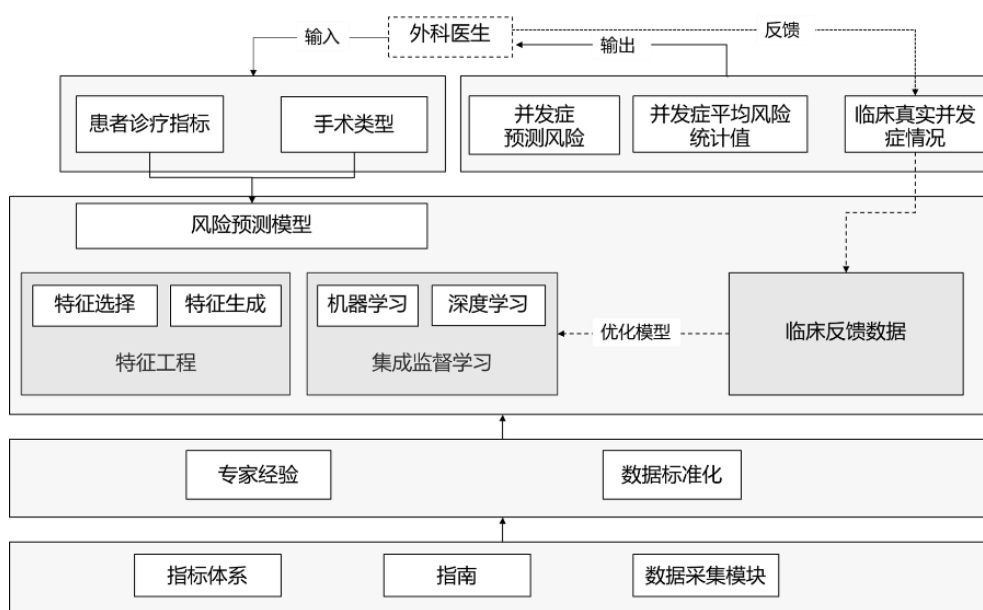 外科医生
输入
输出
反馈
患者诊疗指标
手术类型
并发症
预测风险
并发症平均风险
统计值
临床真实并发
症情况
风险预测模型
特征选择
特征生成
特征工程
机器学习
深度学习
集成监督学习
优化模型
临床反馈数据
专家经验
数据标准化
指标体系
指南
数据采集模块